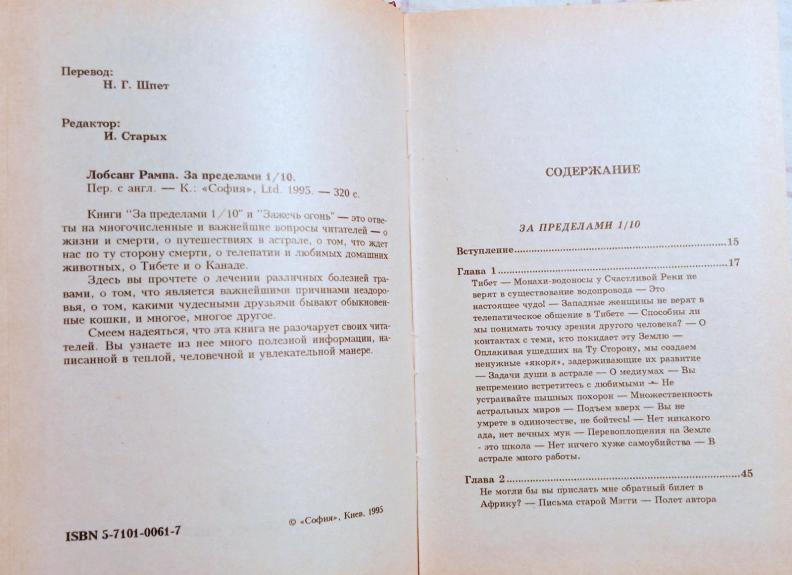 Перевод:
Н. Г. Шпет
Редактор:
И. Старых
Лобсанг Рампа. За пределами 1/10.
Пер. с англ. — К.: «София», Ltd. 1995. — 320 с.
Книги "За пределами 1/10" и "Зажечь огонь" — это отве-
ты на многочисленные и важнейшие вопросы читателей — о
жизни и смерти, о путешествиях в астрале, о том, что ждет
нас по ту сторону смерти, о телепатии и любимых домашних
животных, о Тибете и о Канаде.
Здесь вы прочтете о лечении различных болезней тра-
вами, о том, что является важнейшими причинами нездоро-
вья, о том, какими чудесными друзьями бывают обыкновен-
ные кошки, и многое, многое другое.
Смеем надеяться, что эта книга не разочарует своих чита-
телей. Вы узнаете из нее много полезной информации, на-
писанной в теплой, человечной и увлекательной манере.
ISBN 5-7101-0061-7
© «София», Киев, 1995
СОДЕРЖАНИЕ
ЗА ПРЕДЕЛАМИ 1/10
Вступление..................................................15
Глава 1..................................................17
Тибет — Монахи-водоносы у Счастливой Реки не
верят в существование водопровода — Это
настоящее чудо! — Западные женщины не верят в
телепатическое общение в Тибете — Способны ли
мы понимать точку зрения другого человека? — О
контактах с теми, кто покидает эту Землю —
Оплакивая ушедших на Ту Сторону, мы создаем
ненужные «якоря», задерживающие их развитие
— Задачи души в астрале — О медиумах — Вы
непременно встретитесь с любимыми — Не
устраивайте пышных похорон — Множественность
астральных миров — Подъем вверх — Вы не
умрете в одиночестве, не бойтесь! — Нет никакого
ада, нет вечных мук — Перевоплощения на Земле
- это школа — Нет ничего хуже самоубийства — В
астрале много работы.
Глава 2..................................................45
Не могли бы вы прислать мне обратный билет в
Африку? — Письма старой Мэгги — Полет автора